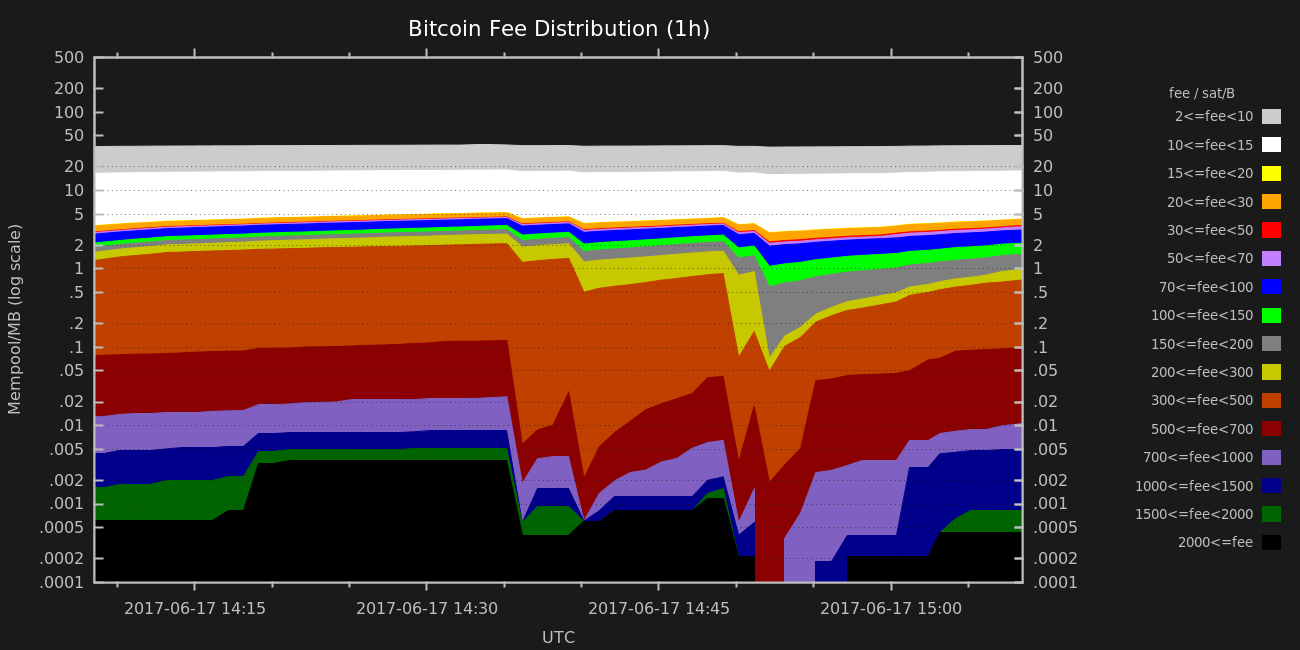 Bitcoin Fee Distribution (1h)
Mempool/MB (log scale)
500
200
100
50
20
10
5
2
1
.5
.2
.1
.05
.02
.01
.005
.002
.001
.0005
.0002
.0001
500
200
100
50
20
10
5
2
1
.5
.2
.1
.05
.02
.01
.005
.002
.001
.0005
.0002
.0001
2017-06-17 14:15
2017-06-17 14:30
2017-06-17 14:45
2017-06-17 15:00
UTC
fee / sat/B
2<=fee<10
10<=fee<15
15<=fee<20
20<=fee<30
30<=fee<50
50<=fee<70
70<=fee<100
100<=fee<150
150<=fee<200
200<=fee<300
300<=fee<500
500<=fee<700
700<=fee<1000
1000<=fee<1500
1500<=fee<2000
2000<=fee